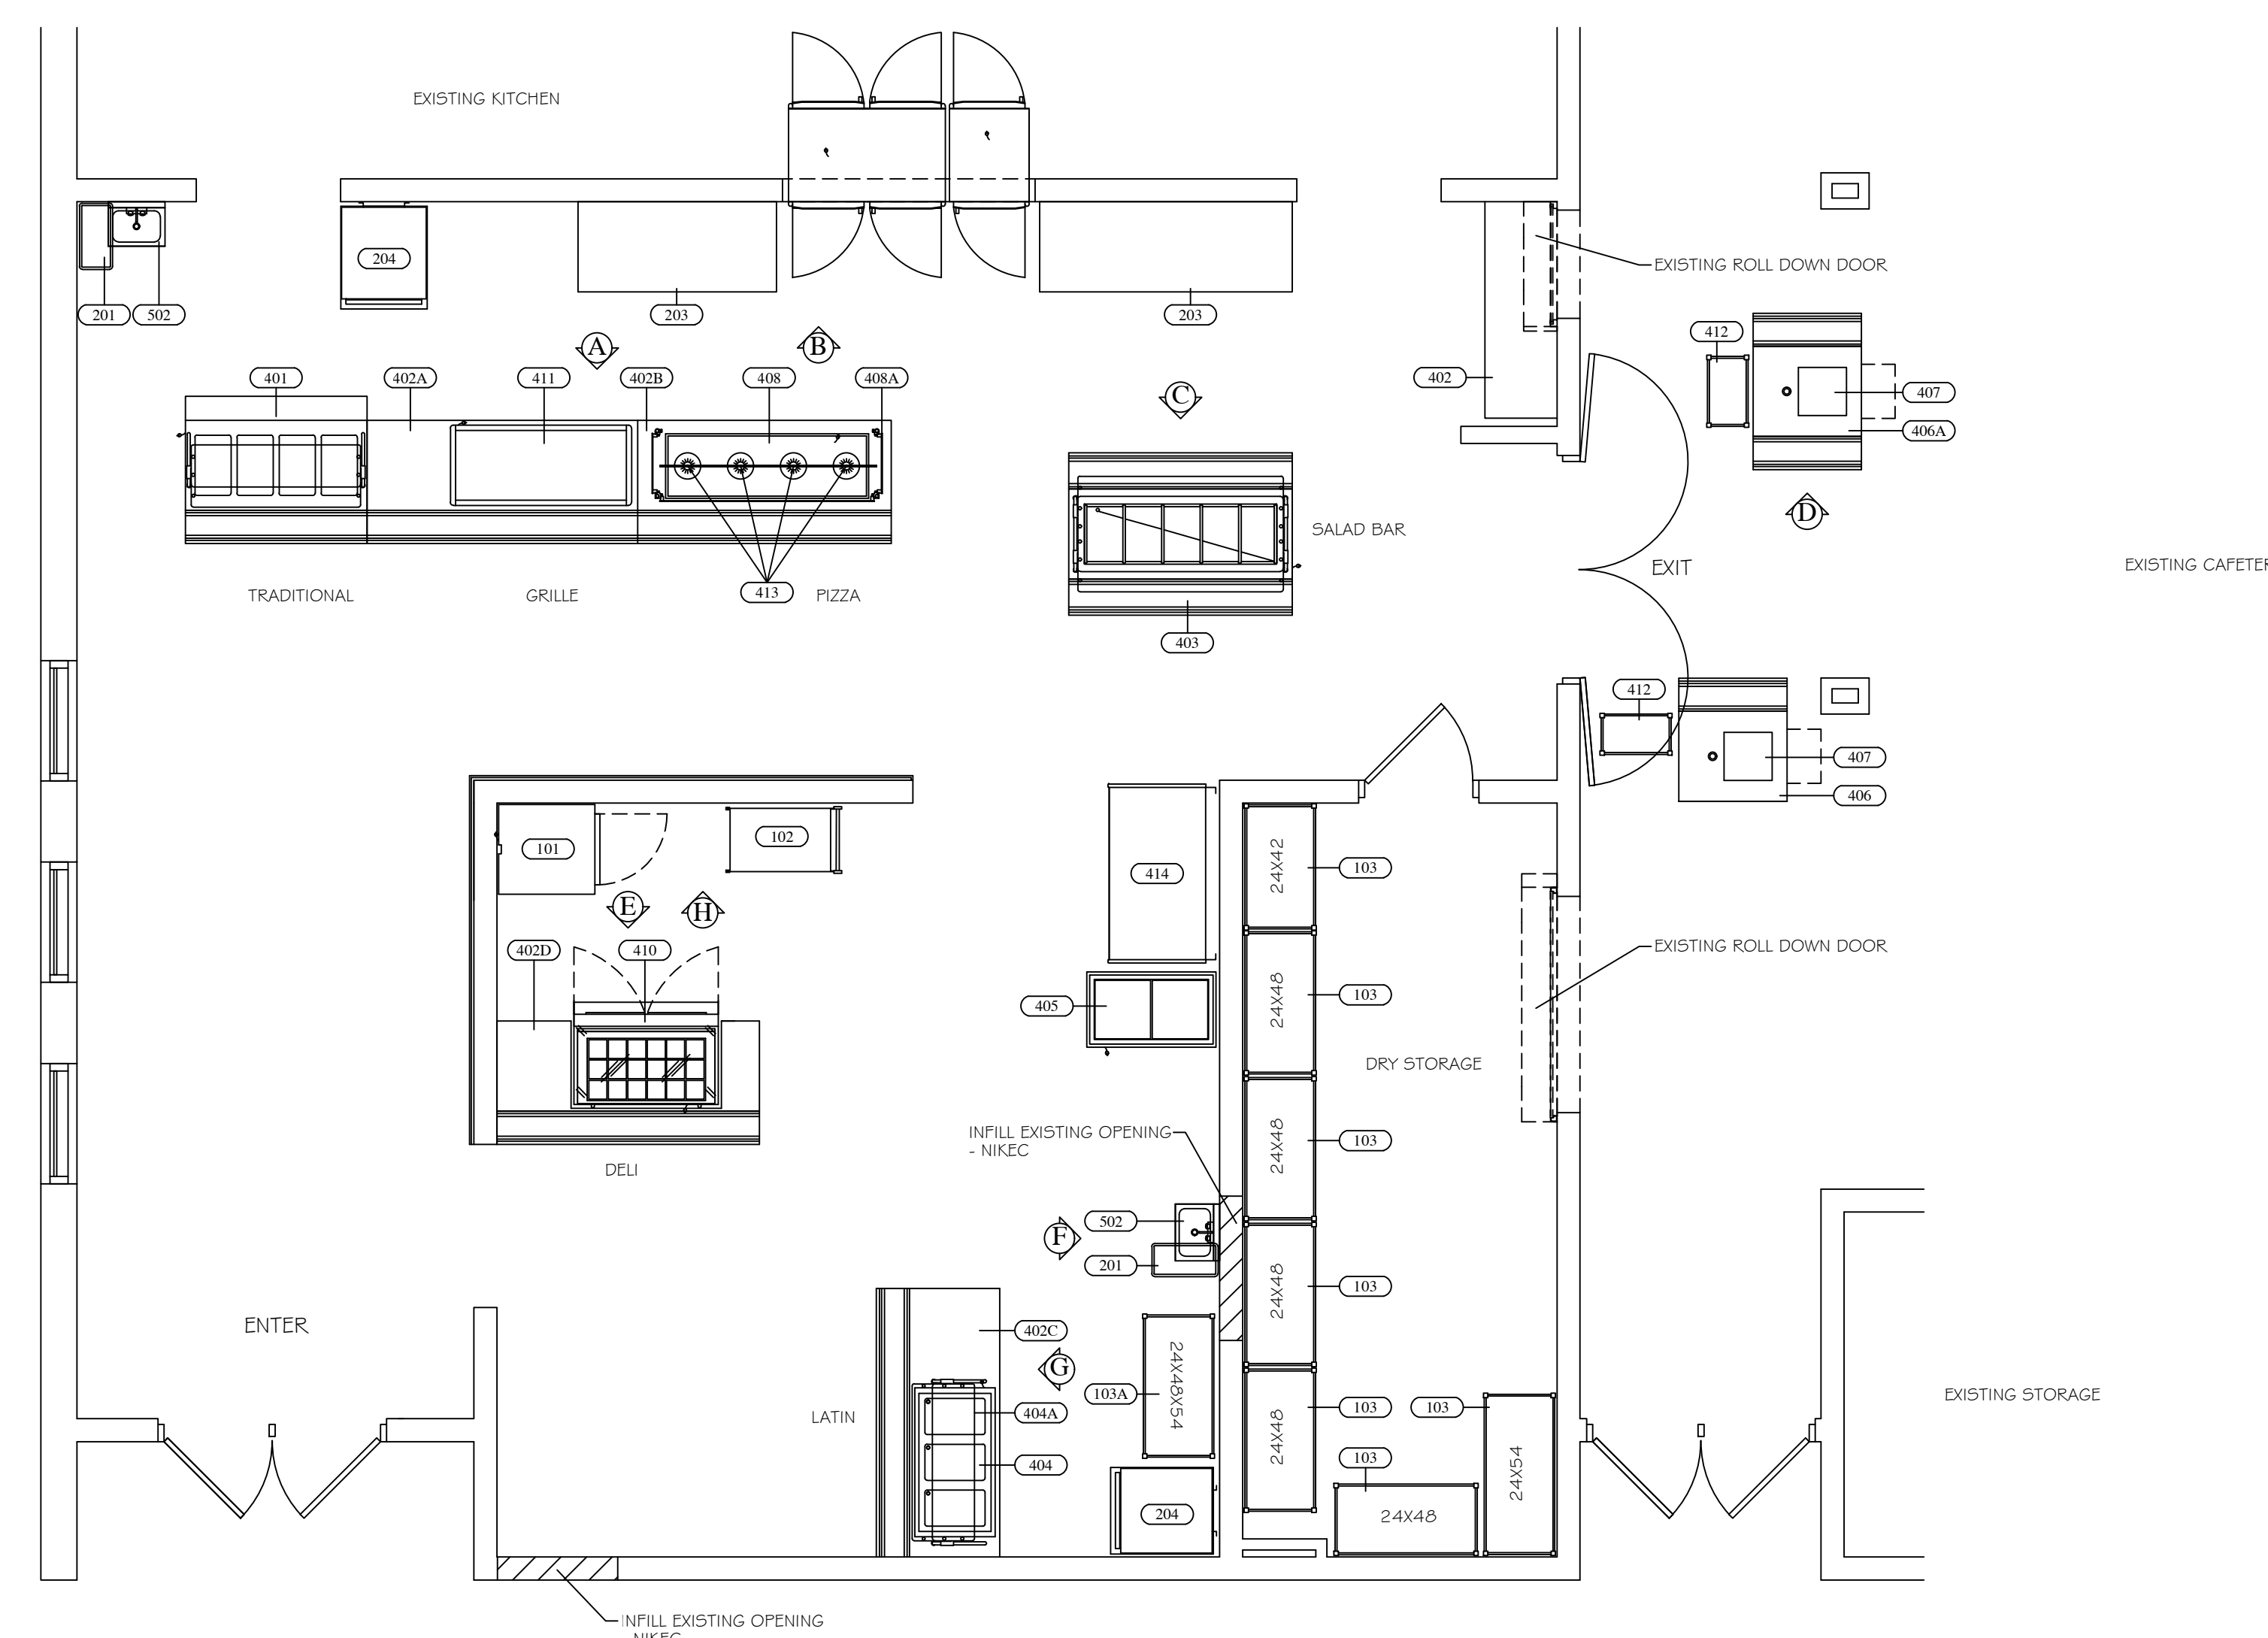 EXISTING KITCHEN
204
EXISTING ROLL DOWN DOOR
201
502
203
203
412
A
B
401
402A
411
402B
408
408A
C
402
407
406A
D
SALAD BAR
EXIT
EXISTING CAFETER
TRADITIONAL
GRILLE
413
PIZZA
403
412
407
406
101
102
414
24X42
103
E
H
402D
410
EXISTING ROLL DOWN DOOR
405
24X48
103
DRY STORAGE
INFILL EXISTING OPENING
- NIKEC
24X48
103
DELI
502
F
201
24X48
103
ENTER
402C
G
103A
24X48X54
LATIN
404A
404
24X48
103
103
EXISTING STORAGE
103
24X54
204
24X48
INFILL EXISTING OPENING
NIKEC